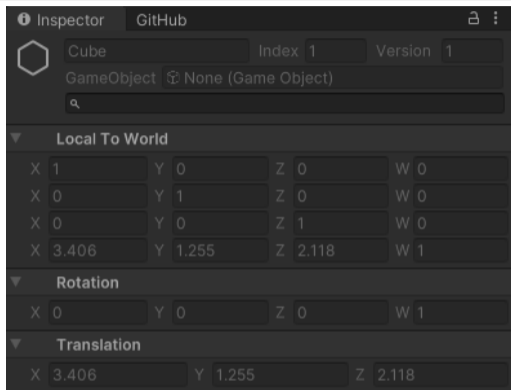 Inspector GitHub
Cube Index 1 Version 1
GameObject None (Game Object)
Local To World
X 1 Y 0 Z 0 W 0
X 0 Y 1 Z 0 W 0
X 0 Y 0 Z 1 W 0
X 3.406 Y 1.255 Z 2.118 W 1
Rotation
X 0 Y 0 Z 0 W 1
Translation
X 3.406 Y 1.255 Z 2.118